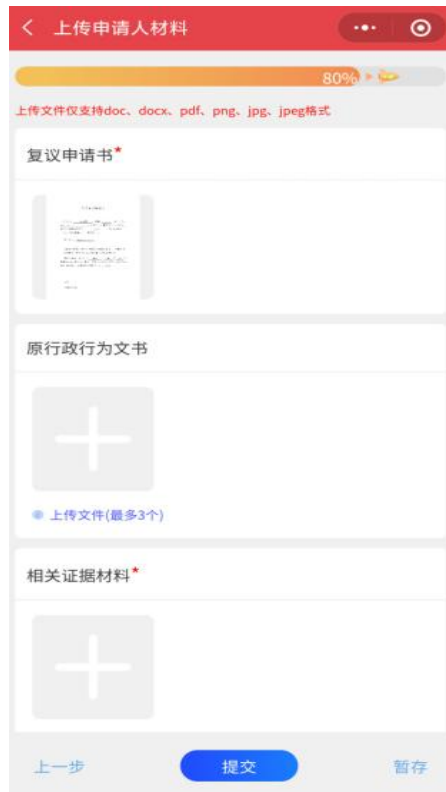 上传申请人材料
80%
上传文件仅支持doc、docx、pdf、png、jpg、jpeg格式
复议申请书*
原行政行为文书
上传文件(最多3个)
相关证据材料*
上一步
提交
暂存